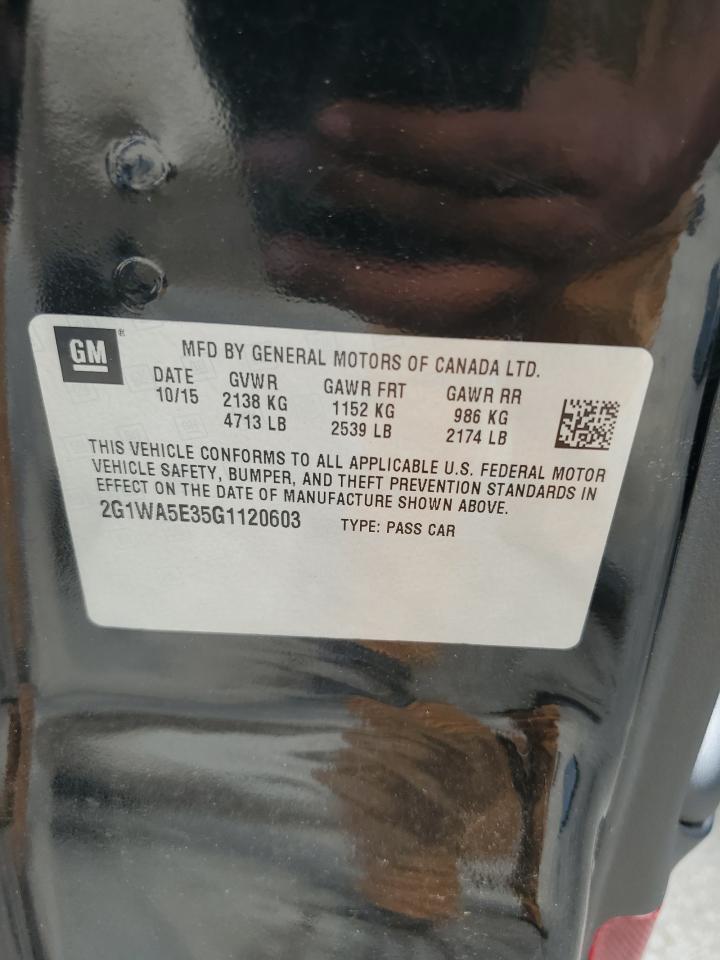 GM ®
MFD BY GENERAL MOTORS OF CANADA LTD.
DATE GVWR GAWR FRT GAWR RR
10/15 2138 KG 1152 KG 986 KG
4713 LB 2539 LB 2174 LB
THIS VEHICLE CONFORMS TO ALL APPLICABLE U.S. FEDERAL MOTOR
VEHICLE SAFETY, BUMPER, AND THEFT PREVENTION STANDARDS IN
EFFECT ON THE DATE OF MANUFACTURE SHOWN ABOVE.
2G1WA5E35G1120603 TYPE: PASS CAR